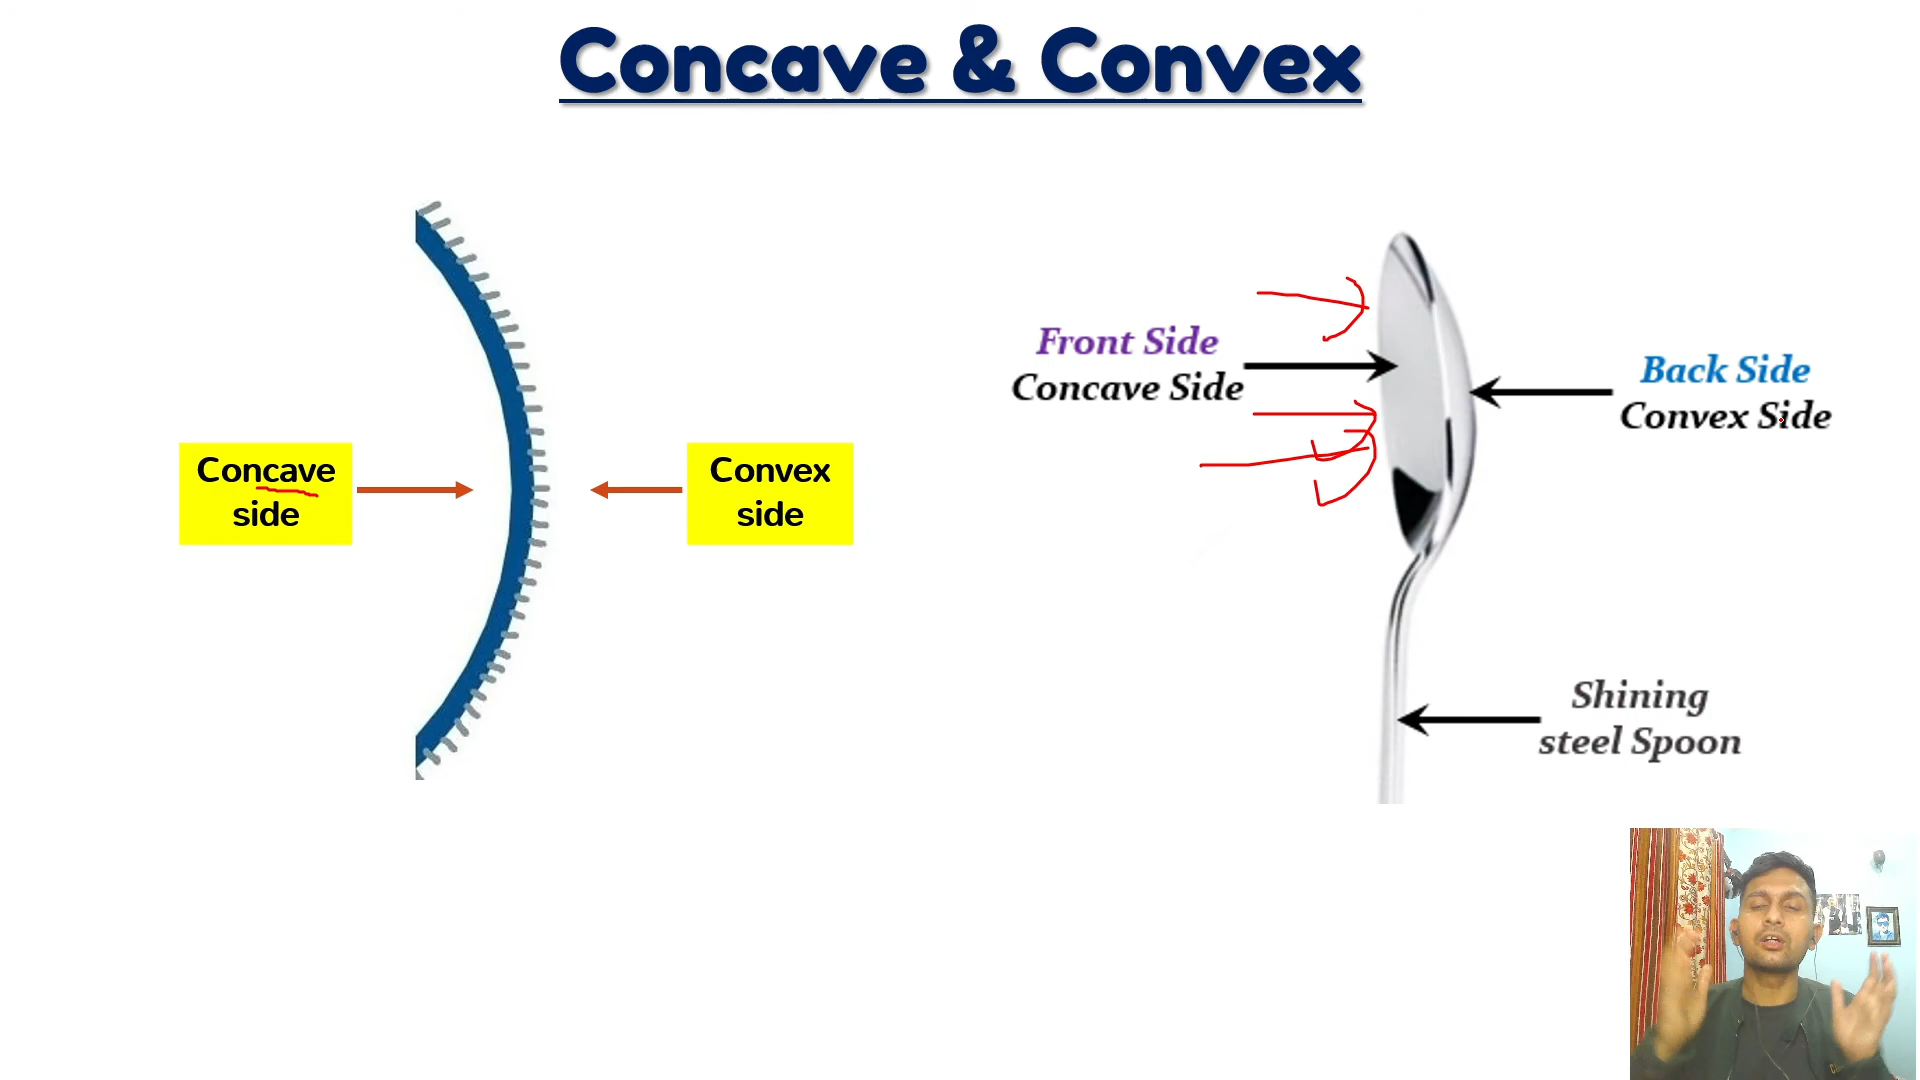 Concave & Convex
Concave
side
Convex
side
Front Side
Concave Side
Back Side
Convex Side
Shining
steel Spoon